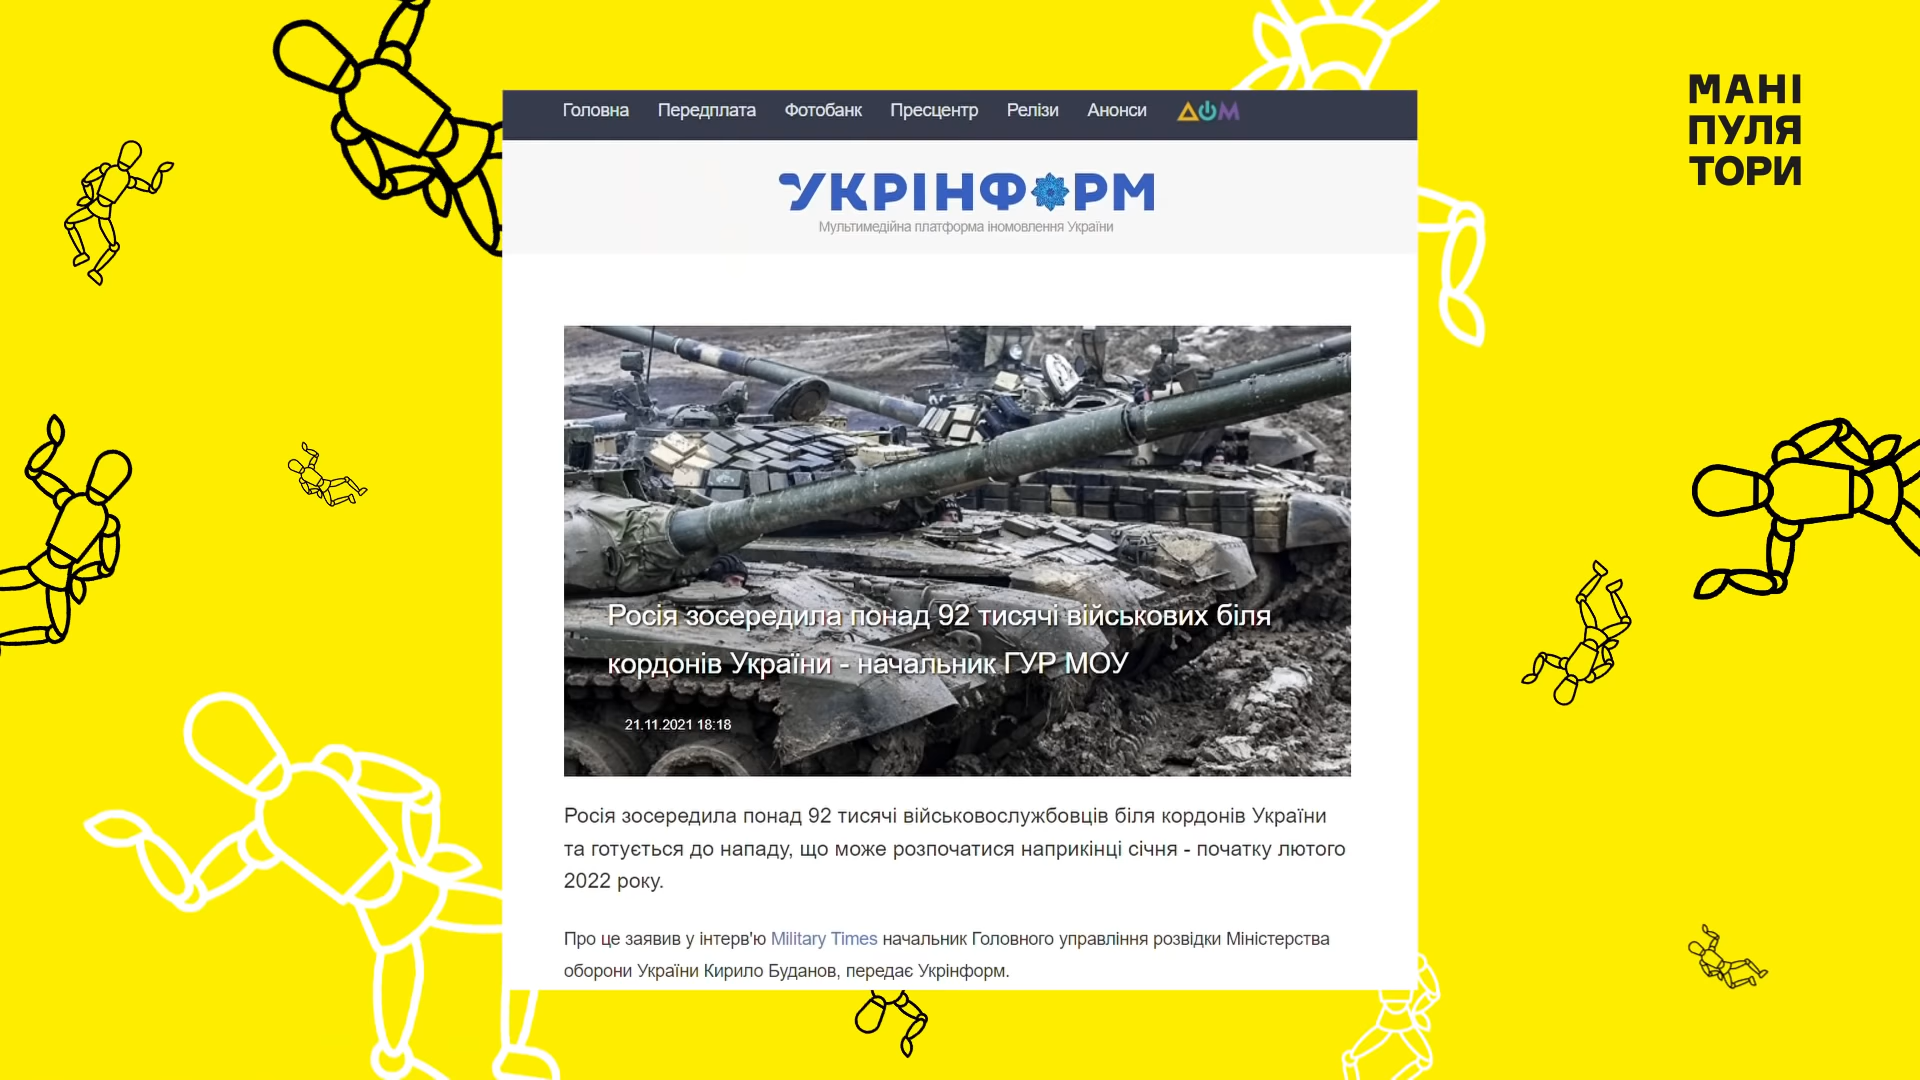 МАНІ
ПУЛЯ
ТОРИ
Головна Передплата Фотобанк Пресцентр Релізи Анонси ДОМ
УКРІНФОРМ
Мультимедійна платформа іномовлення України
Росія зосередила понад 92 тисячі військових біля
кордонів України - начальник ГУР МОУ
21.11.2021 18:18
Росія зосередила понад 92 тисячі військовослужбовців біля кордонів України
та готується до нападу, що може розпочатися наприкінці січня - початку лютого
2022 року.
Про це заявив у інтерв'ю Military Times начальник Головного управління розвідки Міністерства
оборони України Кирило Буданов, передає Укрінформ.